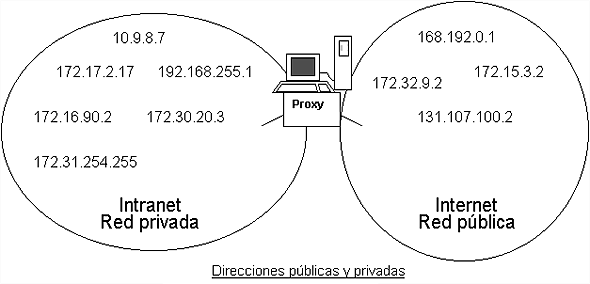 10.9.8.7
172.17.2.17
192.168.255.1
172.16.90.2
172.30.20.3
172.31.254.255
Intranet
Red privada
Proxy
168.192.0.1
172.32.9.2
172.15.3.2
131.107.100.2
Internet
Red pública
Direcciones públicas y privadas